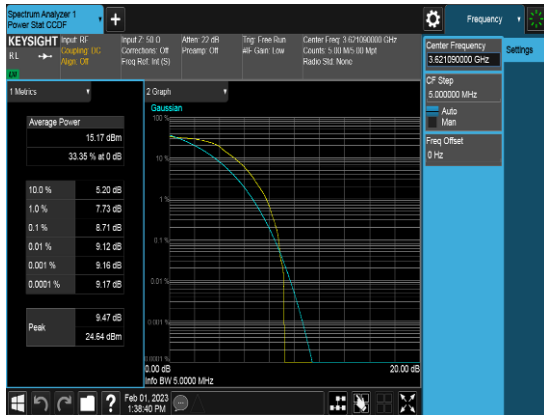 Spectrum Analyzer 1
Power Stat CCDF
Frequency
KEYSIGHT
RL
Input: RF
Coupling: DC
Align: Off
Input Z: 50 Ω
Corrections: Off
Freq Ref: Int (S)
Atten: 22 dB
Preamp: Off
Trig: Free Run
#IF Gain: Low
Center Freq: 3.621090000 GHz
Counts: 5.00 M/5.00 Mpt
Radio Std: None
Center Frequency
3.621090000 GHz
Settings
CF Step
5.000000 MHz
Auto
Man
Freq Offset
0 Hz
1 Metrics
2 Graph
Average Power
15.17 dBm
33.35 % at 0 dB
10.0 % 5.20 dB
1.0 % 7.73 dB
0.1 % 8.71 dB
0.01 % 9.12 dB
0.001 % 9.16 dB
0.0001 % 9.17 dB
Peak
9.47 dB
24.64 dBm
Gaussian
100 %
10 %
1 %
0.1 %
0.01 %
0.001 %
0.0001 %
0.00 dB
20.00 dB
Info BW 5.0000 MHz
?
Feb 01, 2023
1:38:40 PM